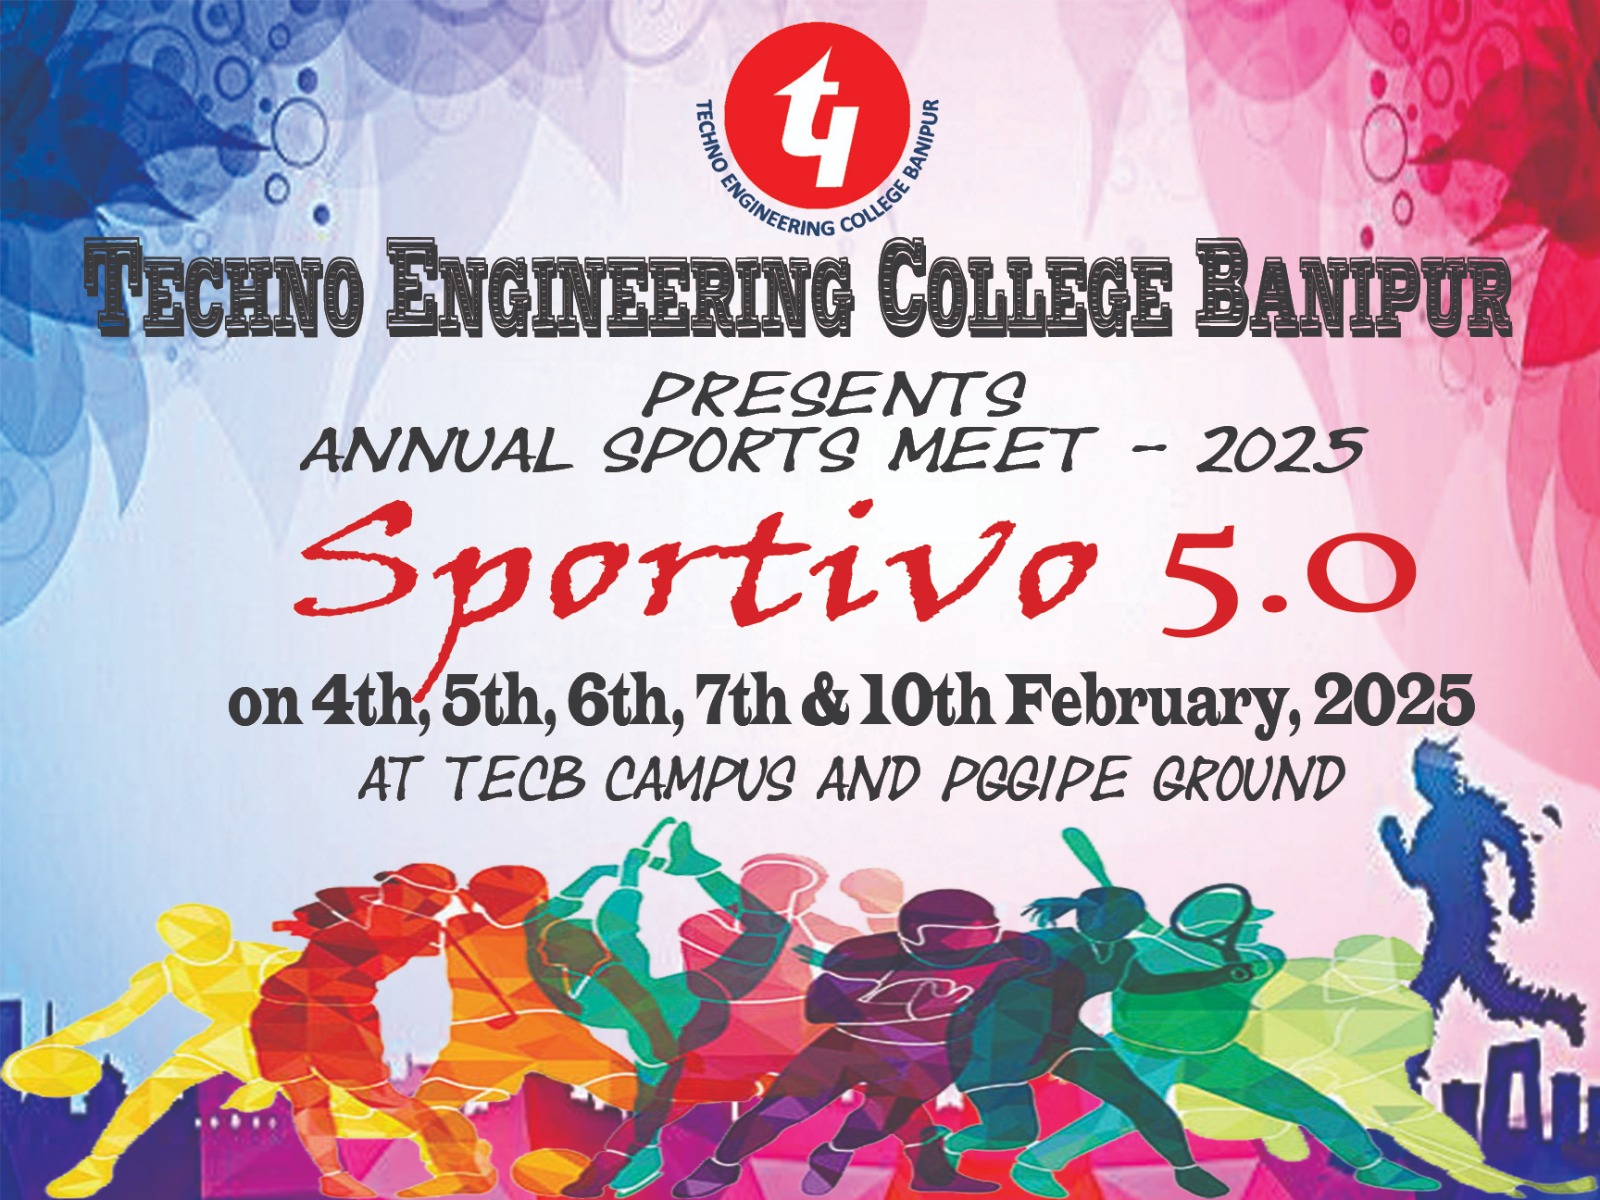 ty
TECHNO ENGINEERING COLLEGE BANIPUR
TECHNO ENGINEERING COLLEGE BANIPUR
PRESENTS
ANNUAL SPORTS MEET - 2025
Sportivo 5.0
on 4th, 5th, 6th, 7th & 10th February, 2025
AT TECB CAMPUS AND PGGIPE GROUND